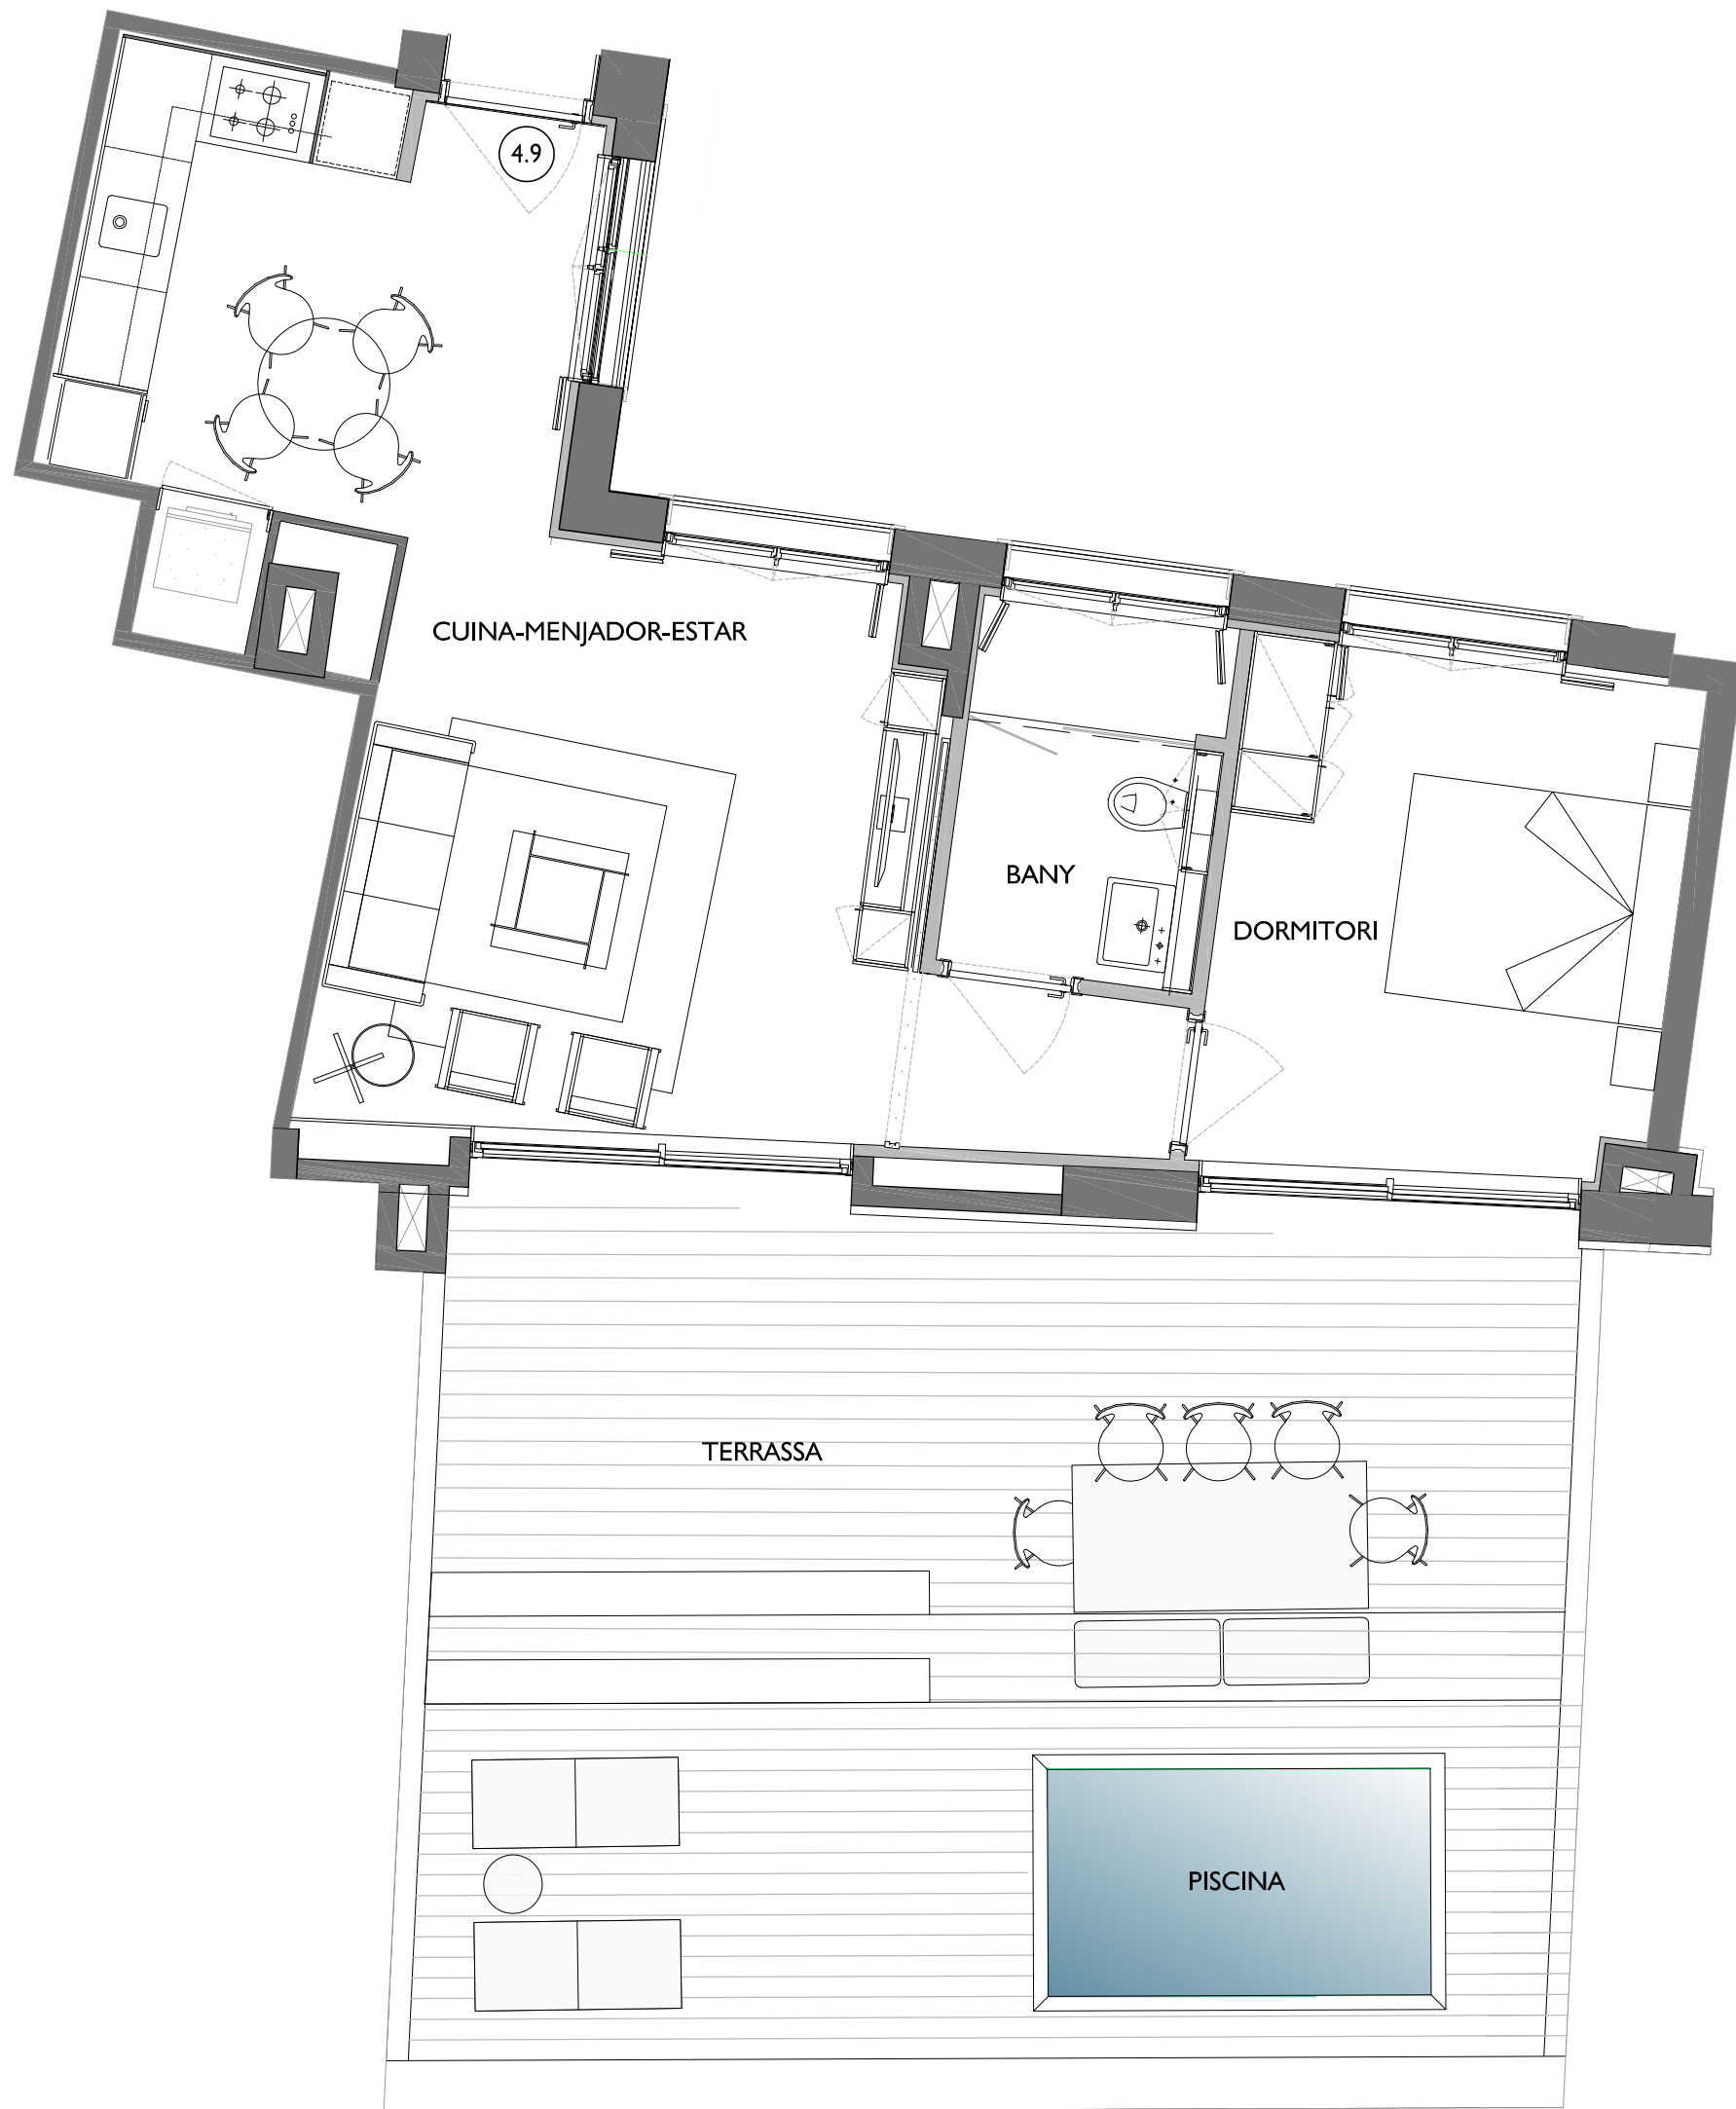 4.9
CUINA-MENJADOR-ESTAR
BANY
DORMITORI
TERRASSA
PISCINA